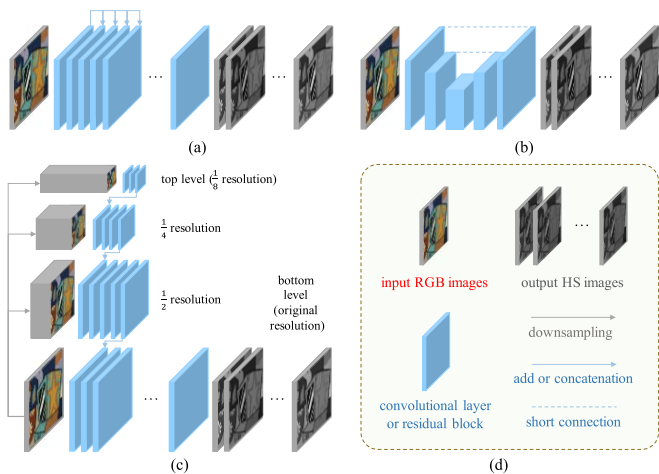 (a)
(b)
top level (1/8 resolution)
1/4 resolution
1/2 resolution
bottom
level
(original
resolution)
(c)
input RGB images
output HS images
downsampling
add or concatenation
convolutional layer
or residual block
short connection
(d)